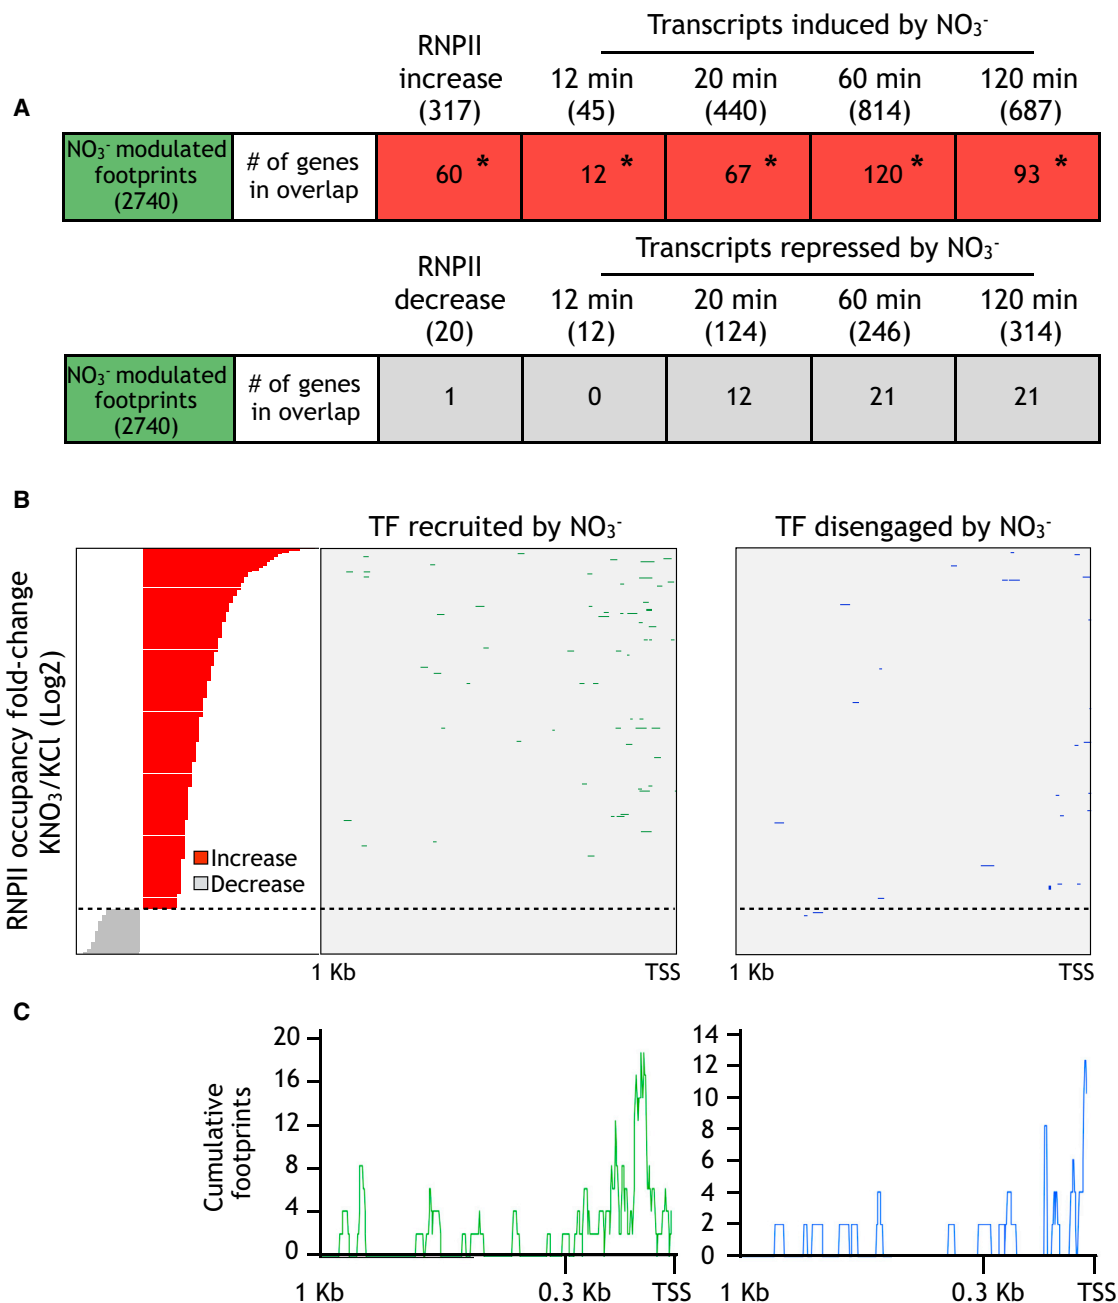 A
RNPII
increase
(317)
Transcripts induced by NO₃⁻
12 min
(45)
20 min
(440)
60 min
(814)
120 min
(687)
NO₃⁻ modulated
footprints
(2740)
# of genes
in overlap
60 *
12 *
67 *
120 *
93 *
RNPII
decrease
(20)
Transcripts repressed by NO₃⁻
12 min
(12)
20 min
(124)
60 min
(246)
120 min
(314)
NO₃⁻ modulated
footprints
(2740)
# of genes
in overlap
1
0
12
21
21
B
TF recruited by NO₃⁻
TF disengaged by NO₃⁻
RNPII occupancy fold-change
KNO₃/KCl (Log2)
Increase
Decrease
1 Kb
TSS
1 Kb
TSS
C
Cumulative
footprints
20
16
12
8
4
0
1 Kb
0.3 Kb
TSS
14
12
10
8
6
4
2
0
1 Kb
0.3 Kb
TSS